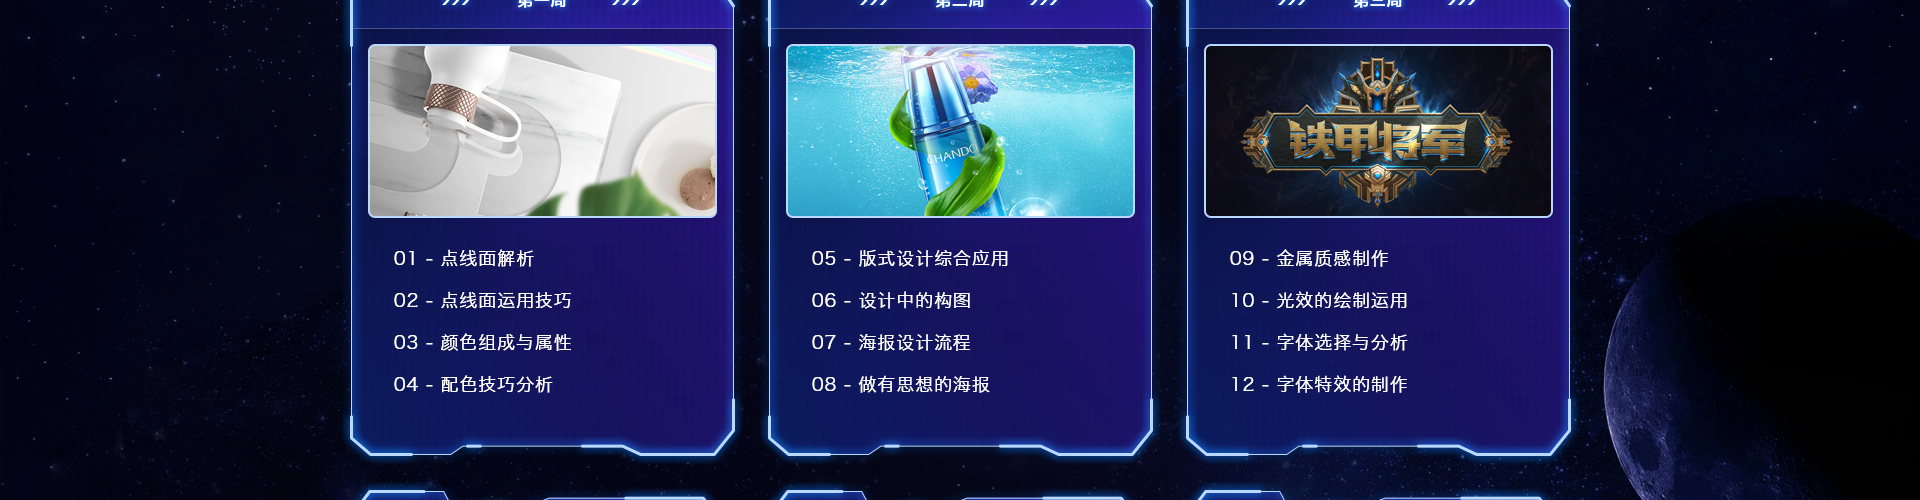 第一周
CHANDO
01 - 点线面解析
02 - 点线面运用技巧
03 - 颜色组成与属性
04 - 配色技巧分析
第二周
05 - 版式设计综合应用
06 - 设计中的构图
07 - 海报设计流程
08 - 做有思想的海报
第三周
铁甲将军
09 - 金属质感制作
10 - 光效的绘制运用
11 - 字体选择与分析
12 - 字体特效的制作